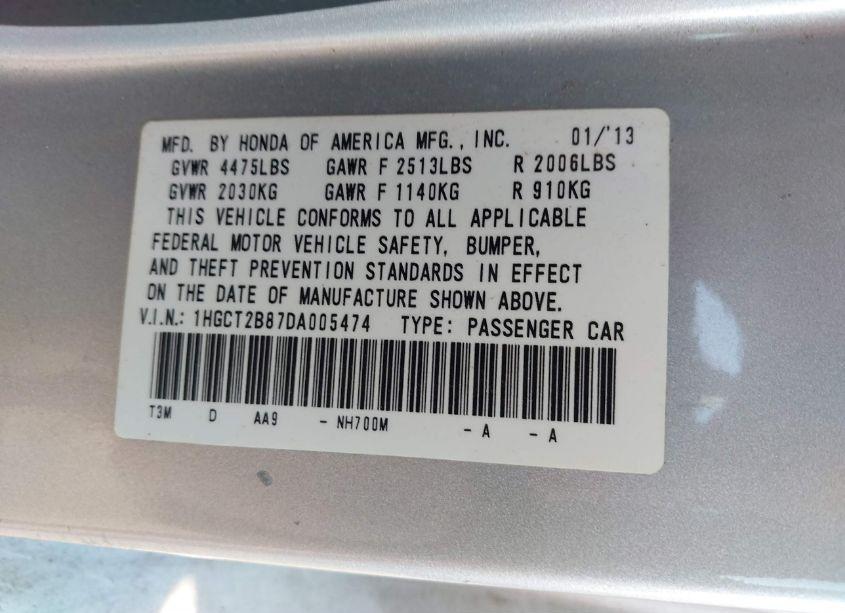 MFD. BY HONDA OF AMERICA MFG., INC. 01/'13
GVWR 4475LBS GAWR F 2513LBS R 2006LBS
GVWR 2030KG GAWR F 1140KG R 910KG
THIS VEHICLE CONFORMS TO ALL APPLICABLE
FEDERAL MOTOR VEHICLE SAFETY, BUMPER,
AND THEFT PREVENTION STANDARDS IN EFFECT
ON THE DATE OF MANUFACTURE SHOWN ABOVE.
V.I.N.: 1HGCT2B87DA005474 TYPE: PASSENGER CAR
T3M D AA9 - NH700M - A - A